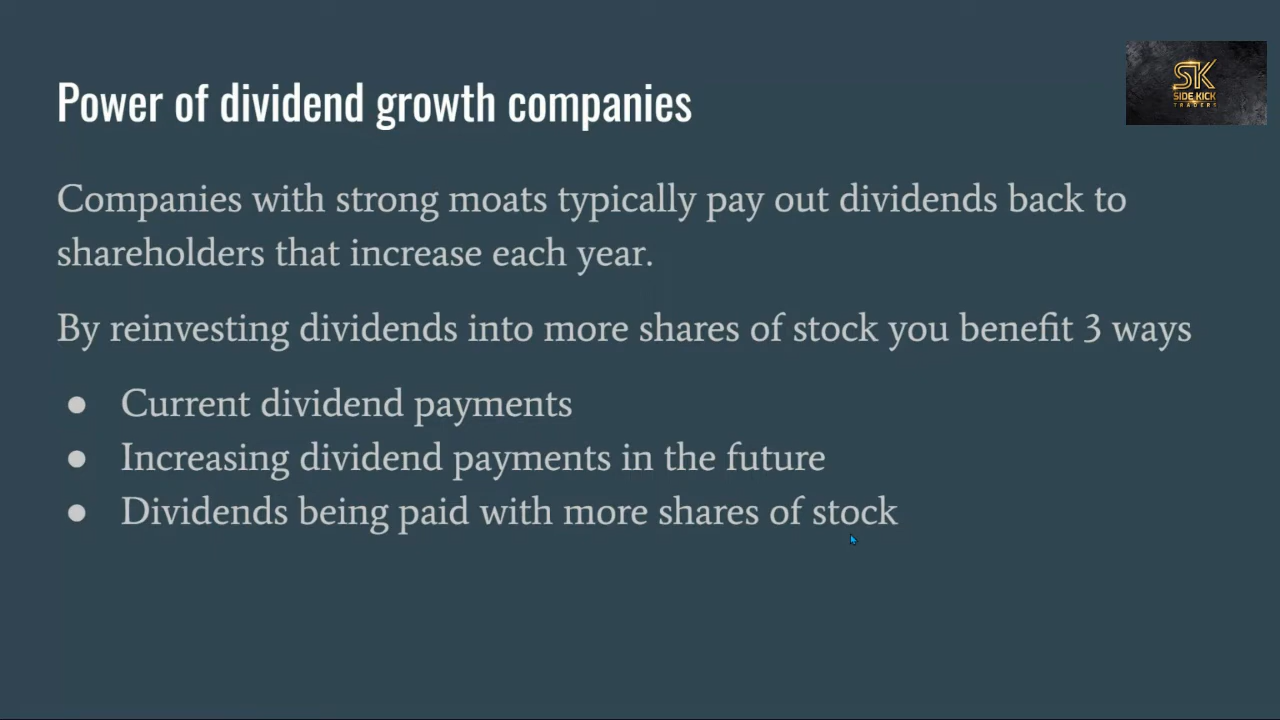 Power of dividend growth companies
SK
SIDE KICK
TRADERS
Companies with strong moats typically pay out dividends back to
shareholders that increase each year.
By reinvesting dividends into more shares of stock you benefit 3 ways
● Current dividend payments
● Increasing dividend payments in the future
● Dividends being paid with more shares of stock